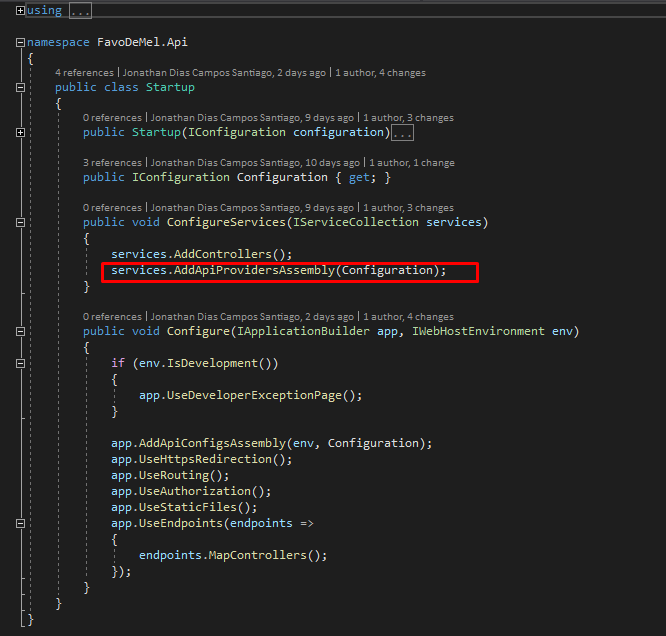 using ...
namespace FavoDeMel.Api
{
4 references | Jonathan Dias Campos Santiago, 2 days ago | 1 author, 4 changes
public class Startup
{
0 references | Jonathan Dias Campos Santiago, 9 days ago | 1 author, 3 changes
public Startup(IConfiguration configuration)...
3 references | Jonathan Dias Campos Santiago, 10 days ago | 1 author, 1 change
public IConfiguration Configuration { get; }
0 references | Jonathan Dias Campos Santiago, 9 days ago | 1 author, 3 changes
public void ConfigureServices(IServiceCollection services)
{
services.AddControllers();
services.AddApiProvidersAssembly(Configuration);
}
0 references | Jonathan Dias Campos Santiago, 2 days ago | 1 author, 4 changes
public void Configure(IApplicationBuilder app, IWebHostEnvironment env)
{
if (env.IsDevelopment())
{
app.UseDeveloperExceptionPage();
}
app.AddApiConfigsAssembly(env, Configuration);
app.UseHttpsRedirection();
app.UseRouting();
app.UseAuthorization();
app.UseStaticFiles();
app.UseEndpoints(endpoints =>
{
endpoints.MapControllers();
});
}
}
}